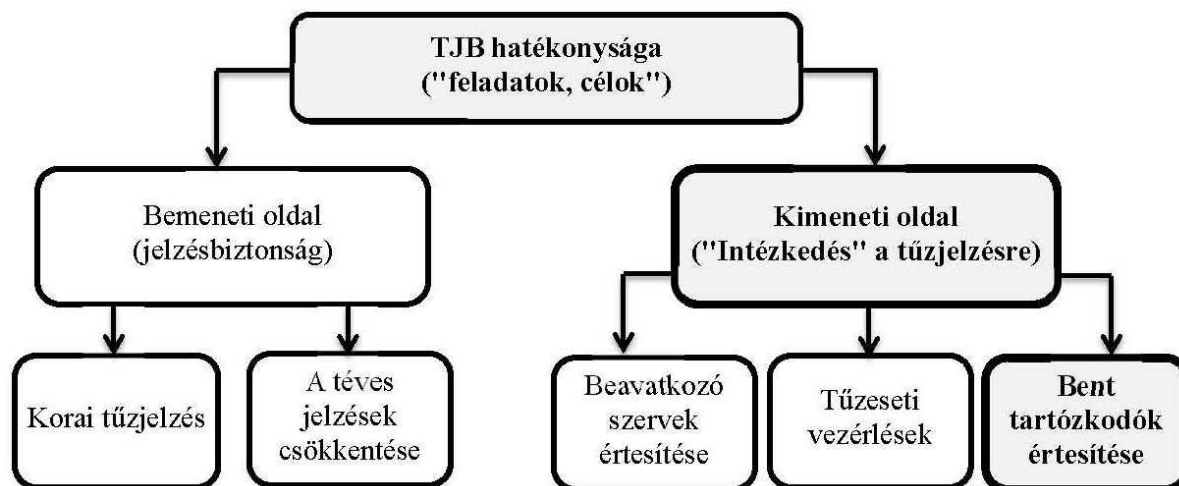 TJB hatékonysága
("feladatok, célok")
Bemeneti oldal
(jelzésbiztonság)
Kimeneti oldal
("Intézkedés" a tűzjelzésre)
Korai tűzjelzés
A téves
jelzések
csökkentése
Beavatkozó
szervek
értesítése
Tűzeseti
vezérlések
Bent
tartózkodók
értesítése